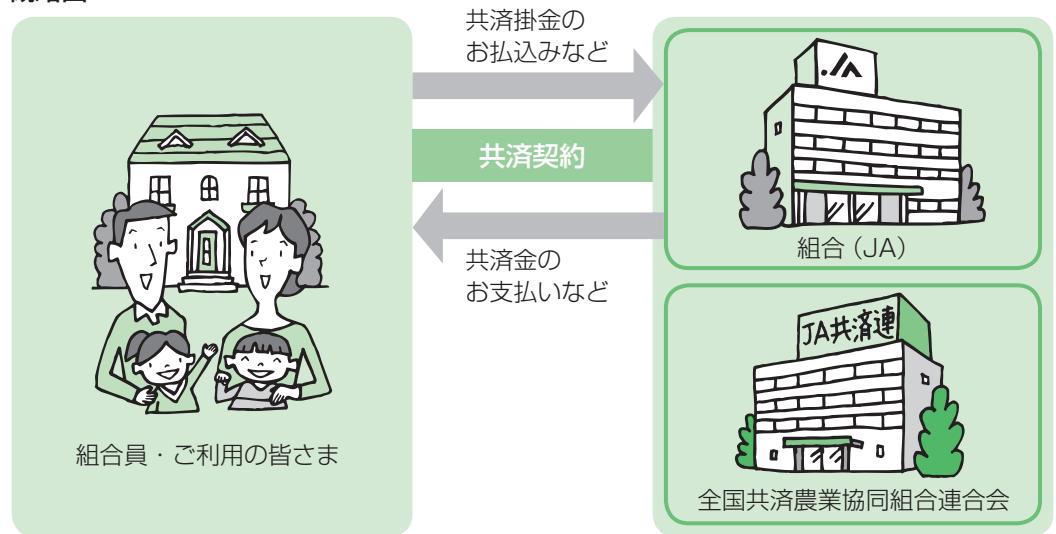 共済掛金の
お払込みなど
共済契約
共済金の
お支払いなど
組合員・ご利用の皆さま
JA
組合（JA）
JA共済連
全国共済農業協同組合連合会